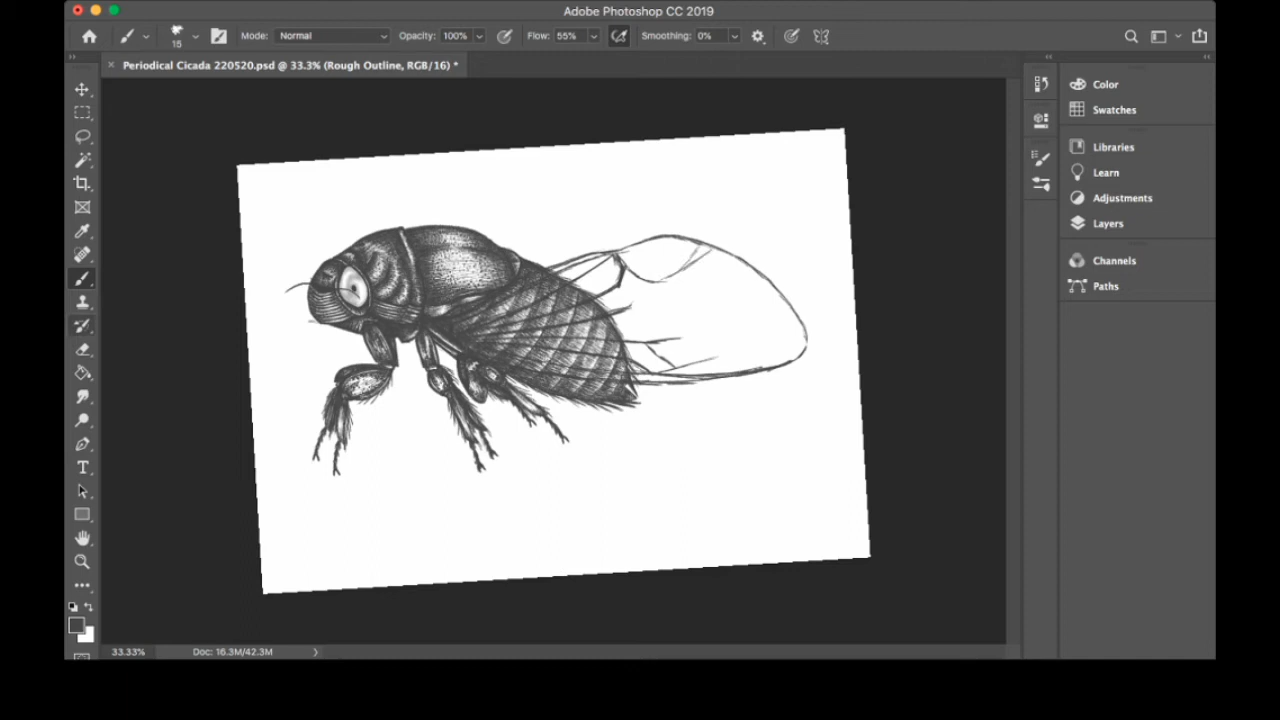 Adobe Photoshop CC 2019
15 Mode: Normal Opacity: 100% Flow: 55% Smoothing: 0%
Periodical Cicada 220520.psd @ 33.3% (Rough Outline, RGB/16) *
Color
Swatches
Libraries
Learn
Adjustments
Layers
Channels
Paths
33.33% Doc: 16.3M/42.3M